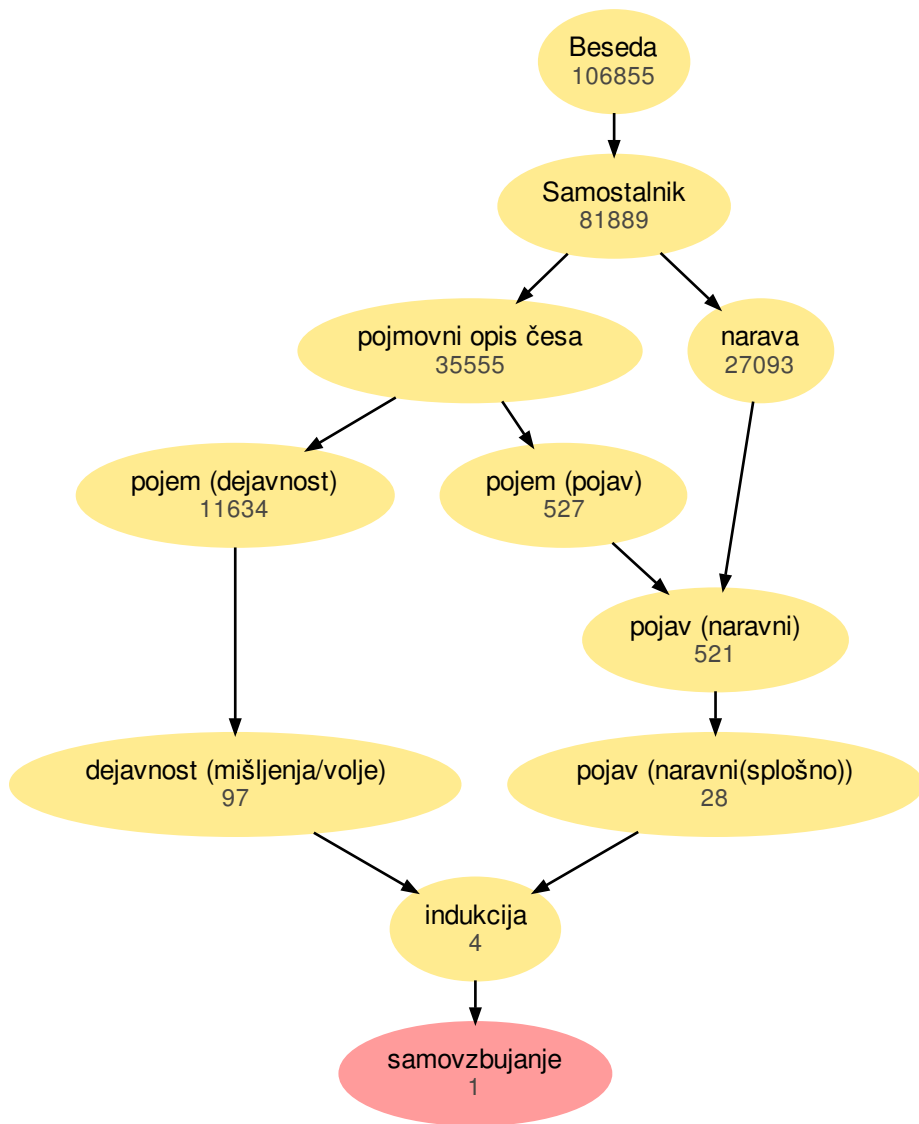 Beseda
106855
Samostalnik
81889
pojmovni opis česa
35555
narava
27093
pojem (dejavnost)
11634
pojem (pojav)
527
pojav (naravni)
521
dejavnost (mišljenja/volje)
97
pojav (naravni(splošno))
28
indukcija
4
samovzbujanje
1